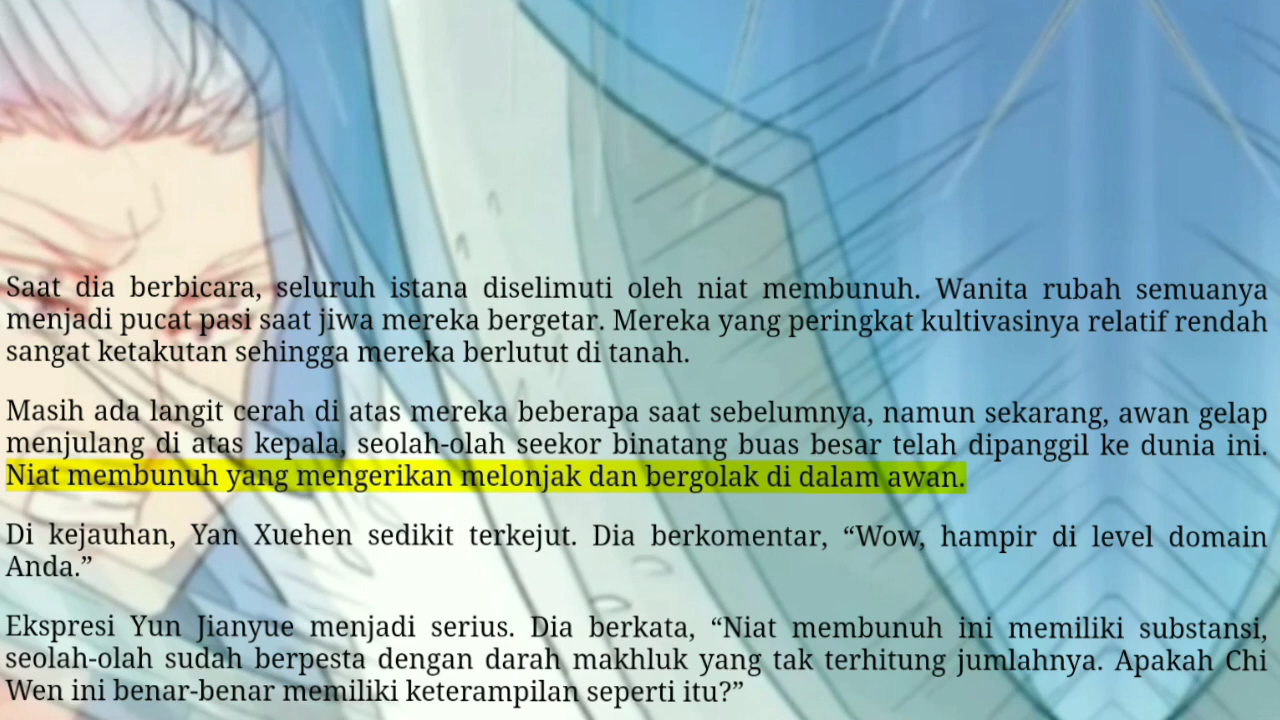 Saat dia berbicara, seluruh istana diselimuti oleh niat membunuh. Wanita rubah semuanya
menjadi pucat pasi saat jiwa mereka bergetar. Mereka yang peringkat kultivasinya relatif rendah
sangat ketakutan sehingga mereka berlutut di tanah.
Masih ada langit cerah di atas mereka beberapa saat sebelumnya, namun sekarang, awan gelap
menjulang di atas kepala, seolah-olah seekor binatang buas besar telah dipanggil ke dunia ini.
Niat membunuh yang mengerikan melonjak dan bergolak di dalam awan.
Di kejauhan, Yan Xuehen sedikit terkejut. Dia berkomentar, “Wow, hampir di level domain
Anda.”
Ekspresi Yun Jianyue menjadi serius. Dia berkata, “Niat membunuh ini memiliki substansi,
seolah-olah sudah berpesta dengan darah makhluk yang tak terhitung jumlahnya. Apakah Chi
Wen ini benar-benar memiliki keterampilan seperti itu?”